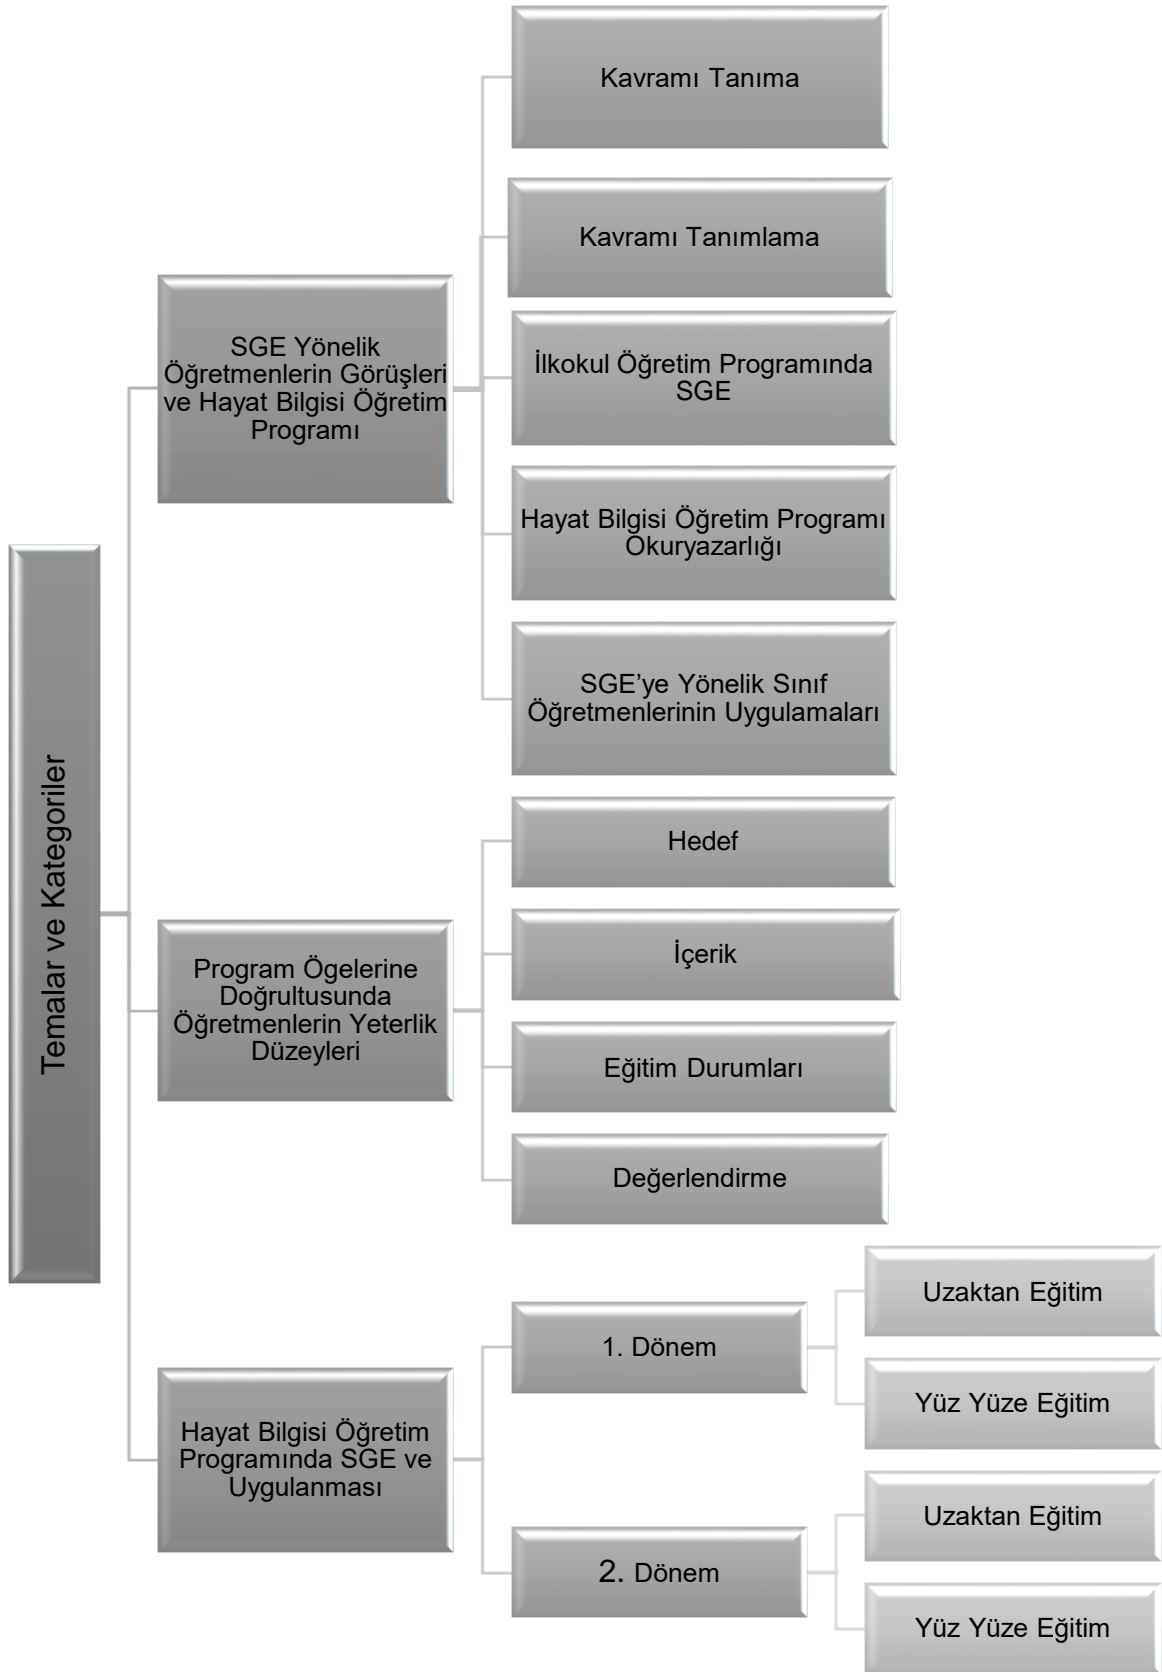 Temalar ve Kategoriler
SGE Yönelik
Öğretmenlerin Görüşleri
ve Hayat Bilgisi Öğretim
Programı
Kavramı Tanıma
Kavramı Tanımlama
İlkokul Öğretim Programında
SGE
Hayat Bilgisi Öğretim Programı
Okuryazarlığı
SGE’ye Yönelik Sınıf
Öğretmenlerinin Uygulamaları
Program Ögelerine
Doğrultusunda
Öğretmenlerin Yeterlik
Düzeyleri
Hedef
İçerik
Eğitim Durumları
Değerlendirme
Hayat Bilgisi Öğretim
Programında SGE ve
Uygulanması
1. Dönem
Uzaktan Eğitim
Yüz Yüze Eğitim
2. Dönem
Uzaktan Eğitim
Yüz Yüze Eğitim